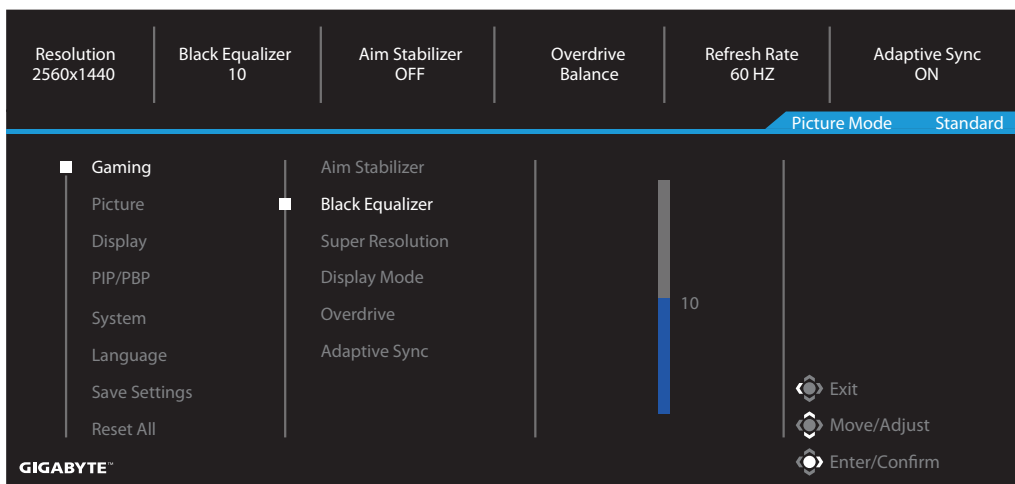 Resolution
2560x1440
Black Equalizer
10
Aim Stabilizer
OFF
Overdrive
Balance
Refresh Rate
60 HZ
Adaptive Sync
ON
Picture Mode Standard
Gaming
Picture
Display
PIP/PBP
System
Language
Save Settings
Reset All
Aim Stabilizer
Black Equalizer
Super Resolution
Display Mode
Overdrive
Adaptive Sync
10
Exit
Move/Adjust
Enter/Confirm
GIGABYTE™